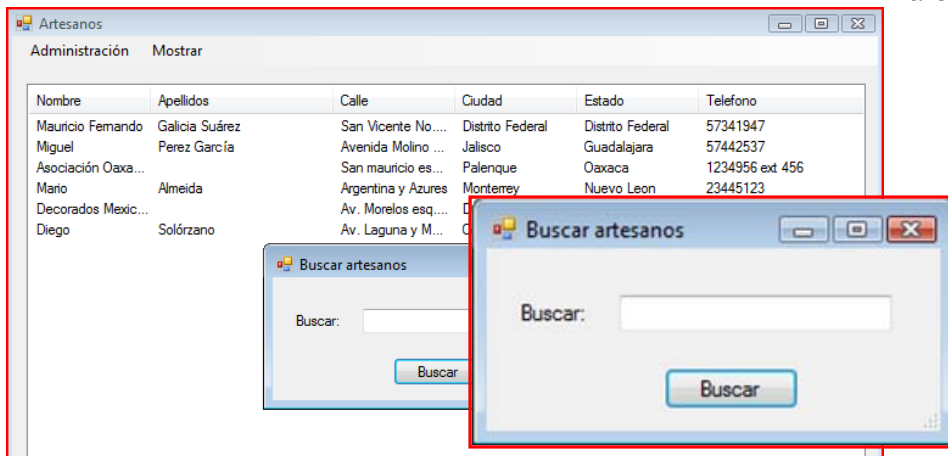 Artesanos
Administración Mostrar
Nombre Apellidos Calle Ciudad Estado Telefono
Mauricio Fernando Galicia Suárez San Vicente No.... Distrito Federal Distrito Federal 57341947
Miguel Perez García Avenida Molino ... Jalisco Guadalajara 57442537
Asociación Oaxa... San mauricio es... Palenque Oaxaca 1234956 ext 456
Mario Almeida Argentina y Azures Monterrey Nuevo Leon 23445123
Decorados Mexic... Av. Morelos esq....
Diego Solórzano Av. Laguna y M...
Buscar artesanos
Buscar:
Buscar
Buscar artesanos
Buscar:
Buscar